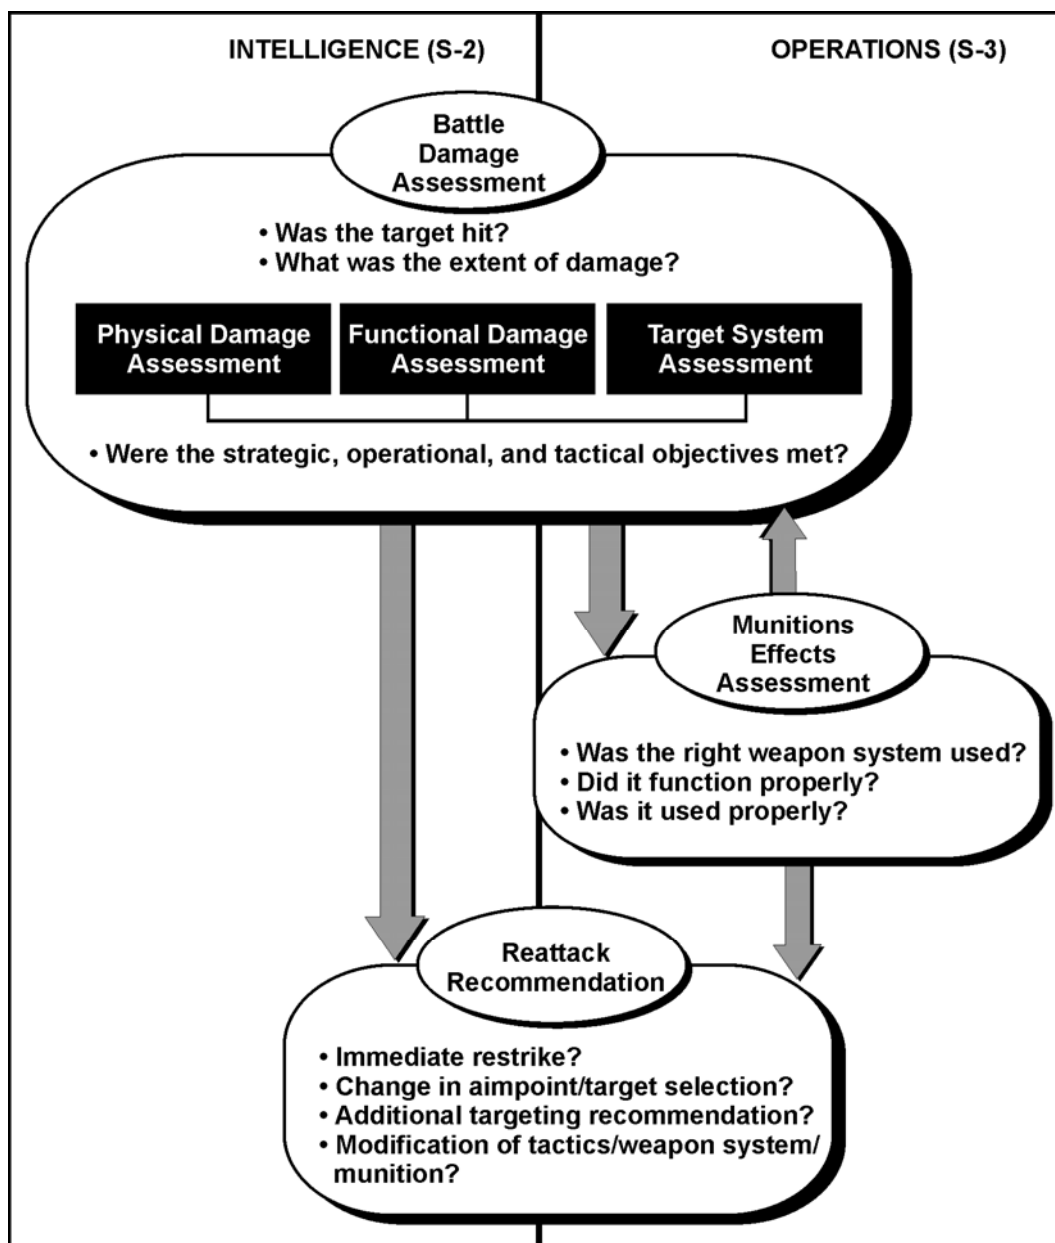 INTELLIGENCE (S-2)
OPERATIONS (S-3)
Battle
Damage
Assessment
• Was the target hit?
• What was the extent of damage?
Physical Damage
Assessment
Functional Damage
Assessment
Target System
Assessment
• Were the strategic, operational, and tactical objectives met?
Munitions
Effects
Assessment
• Was the right weapon system used?
• Did it function properly?
• Was it used properly?
Reattack
Recommendation
• Immediate restrike?
• Change in aimpoint/target selection?
• Additional targeting recommendation?
• Modification of tactics/weapon system/
munition?